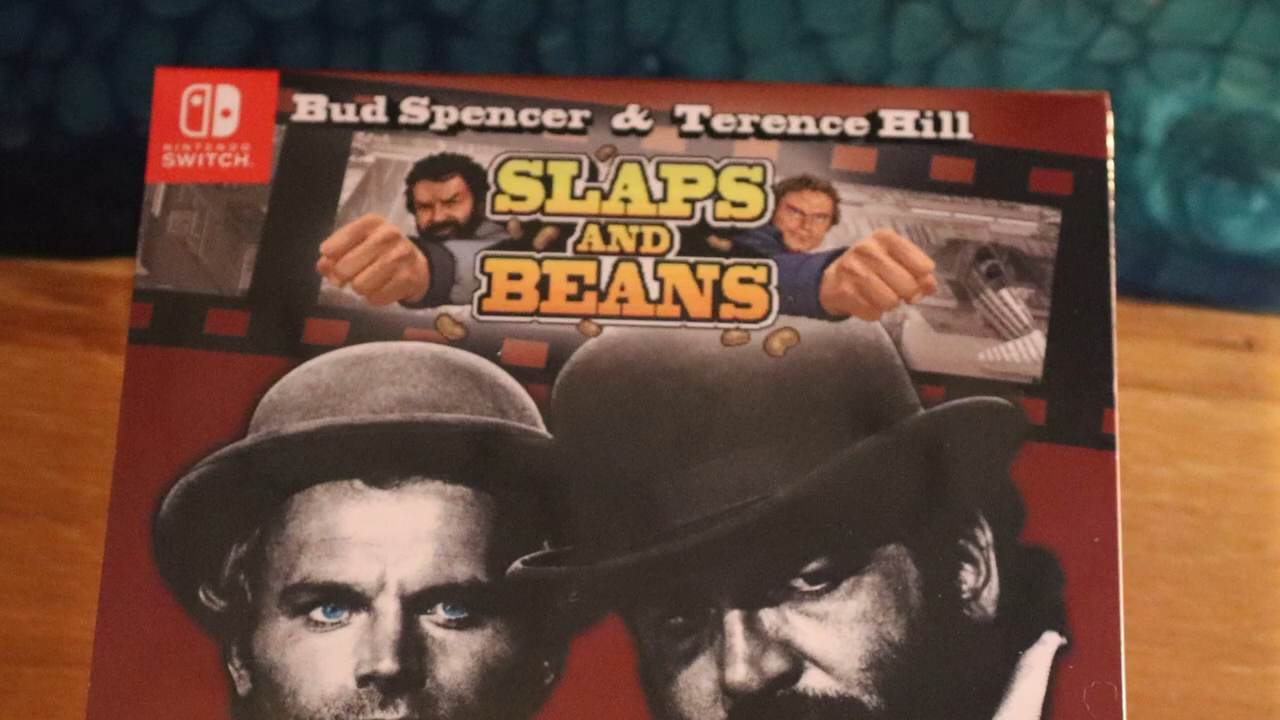 Bud Spencer & Terence Hill
NINTENDO
SWITCH
SLAPS
AND
BEANS